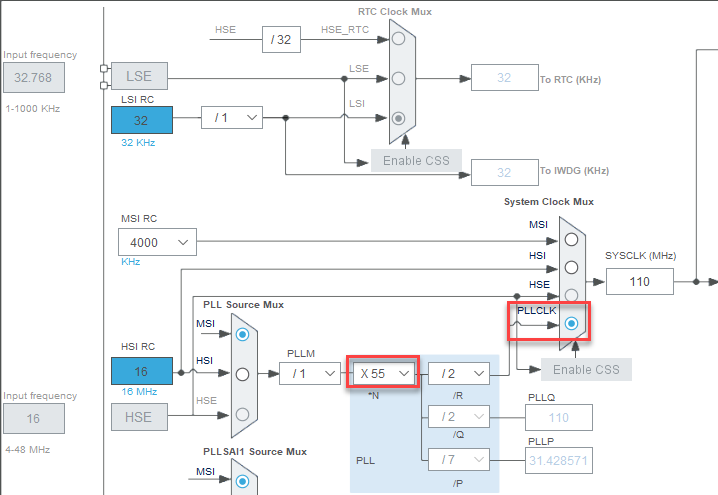 RTC Clock Mux
HSE
/ 32
HSE_RTC
Input frequency
32.768
1-1000 KHz
LSE
LSE
32
To RTC (KHz)
LSI RC
32
32 KHz
/ 1
LSI
Enable CSS
32
To IWDG (KHz)
System Clock Mux
MSI RC
4000
KHz
MSI
HSI
HSE
PLLCLK
SYSCLK (MHz)
110
Enable CSS
PLL Source Mux
MSI
HSI
HSE
HSI RC
16
16 MHz
HSE
Input frequency
16
4-48 MHz
PLLM
/ 1
X 55
*N
/ 2
/R
/ 2
/Q
/ 7
/P
PLL
PLLQ
110
PLLP
31.428571
PLLSAI1 Source Mux
MSI